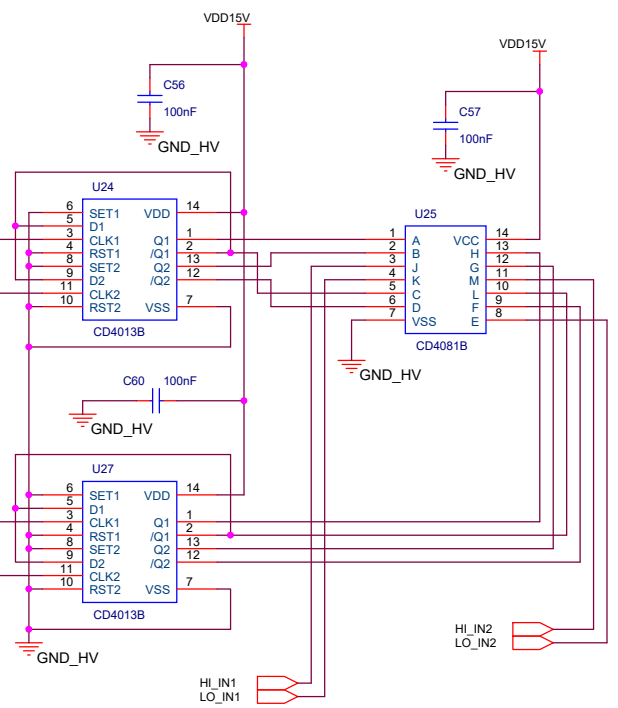 VDD15V
VDD15V
C56
100nF
GND_HV
C57
100nF
GND_HV
U24
6 SET1 VDD 14
5 D1
3 CLK1 Q1 1
4 RST1 /Q1 2
8 SET2 Q2 13
9 D2 /Q2 12
11 CLK2
10 RST2 VSS 7
CD4013B
U25
1 A VCC 14
2 B H 13
3 J G 12
4 K M 11
5 C L 10
6 D F 9
7 VSS E 8
CD4081B
GND_HV
C60 100nF
GND_HV
U27
6 SET1 VDD 14
5 D1
3 CLK1 Q1 1
4 RST1 /Q1 2
8 SET2 Q2 13
9 D2 /Q2 12
11 CLK2
10 RST2 VSS 7
CD4013B
GND_HV
HI_IN2
LO_IN2
HI_IN1
LO_IN1